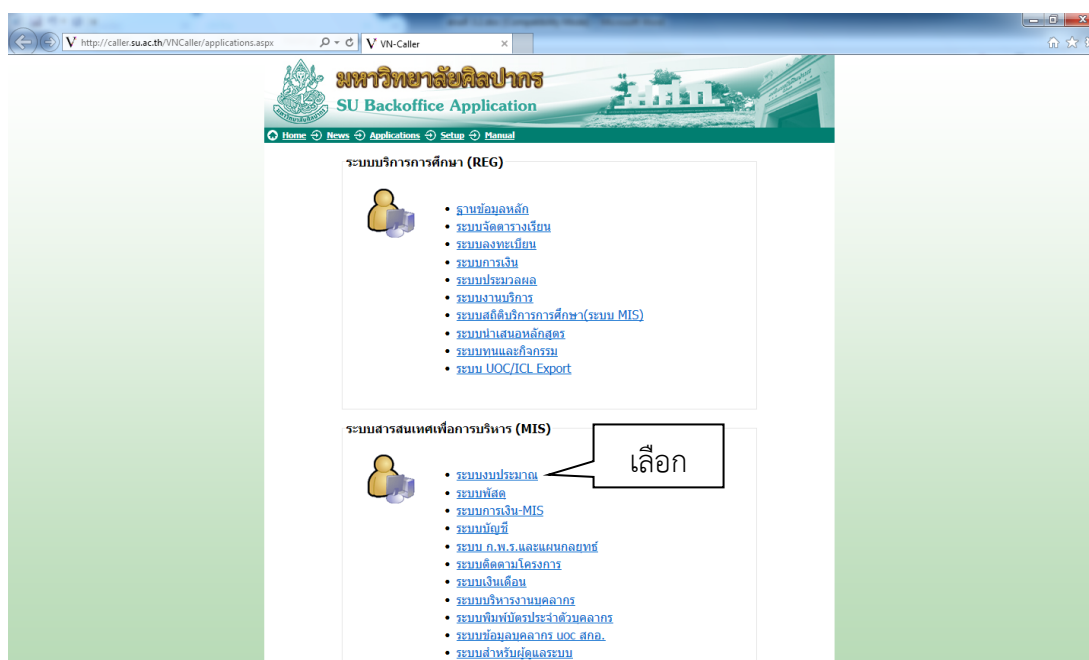 http://caller.su.ac.th/VNCaller/applications.aspx
VN-Caller
มหาวิทยาลัยศิลปากร
SU Backoffice Application
Home News Applications Setup Manual
ระบบบริการการศึกษา (REG)
ฐานข้อมูลหลัก
ระบบจัดตารางเรียน
ระบบลงทะเบียน
ระบบการเงิน
ระบบประมวลผล
ระบบงานบริการ
ระบบสถิติบริการการศึกษา(ระบบ MIS)
ระบบนำเสนอหลักสูตร
ระบบทุนและกิจกรรม
ระบบ UOC/ICL Export
ระบบสารสนเทศเพื่อการบริหาร (MIS)
เลือก
ระบบงบประมาณ
ระบบพัสดุ
ระบบการเงิน-MIS
ระบบบัญชี
ระบบ ก.พ.ร.และแผนกลยุทธ์
ระบบติดตามโครงการ
ระบบเงินเดือน
ระบบบริหารงานบุคลากร
ระบบพิมพ์บัตรประจำตัวบุคลากร
ระบบข้อมูลบุคลากร UOC สกอ.
ระบบสำหรับผู้ดูแลระบบ